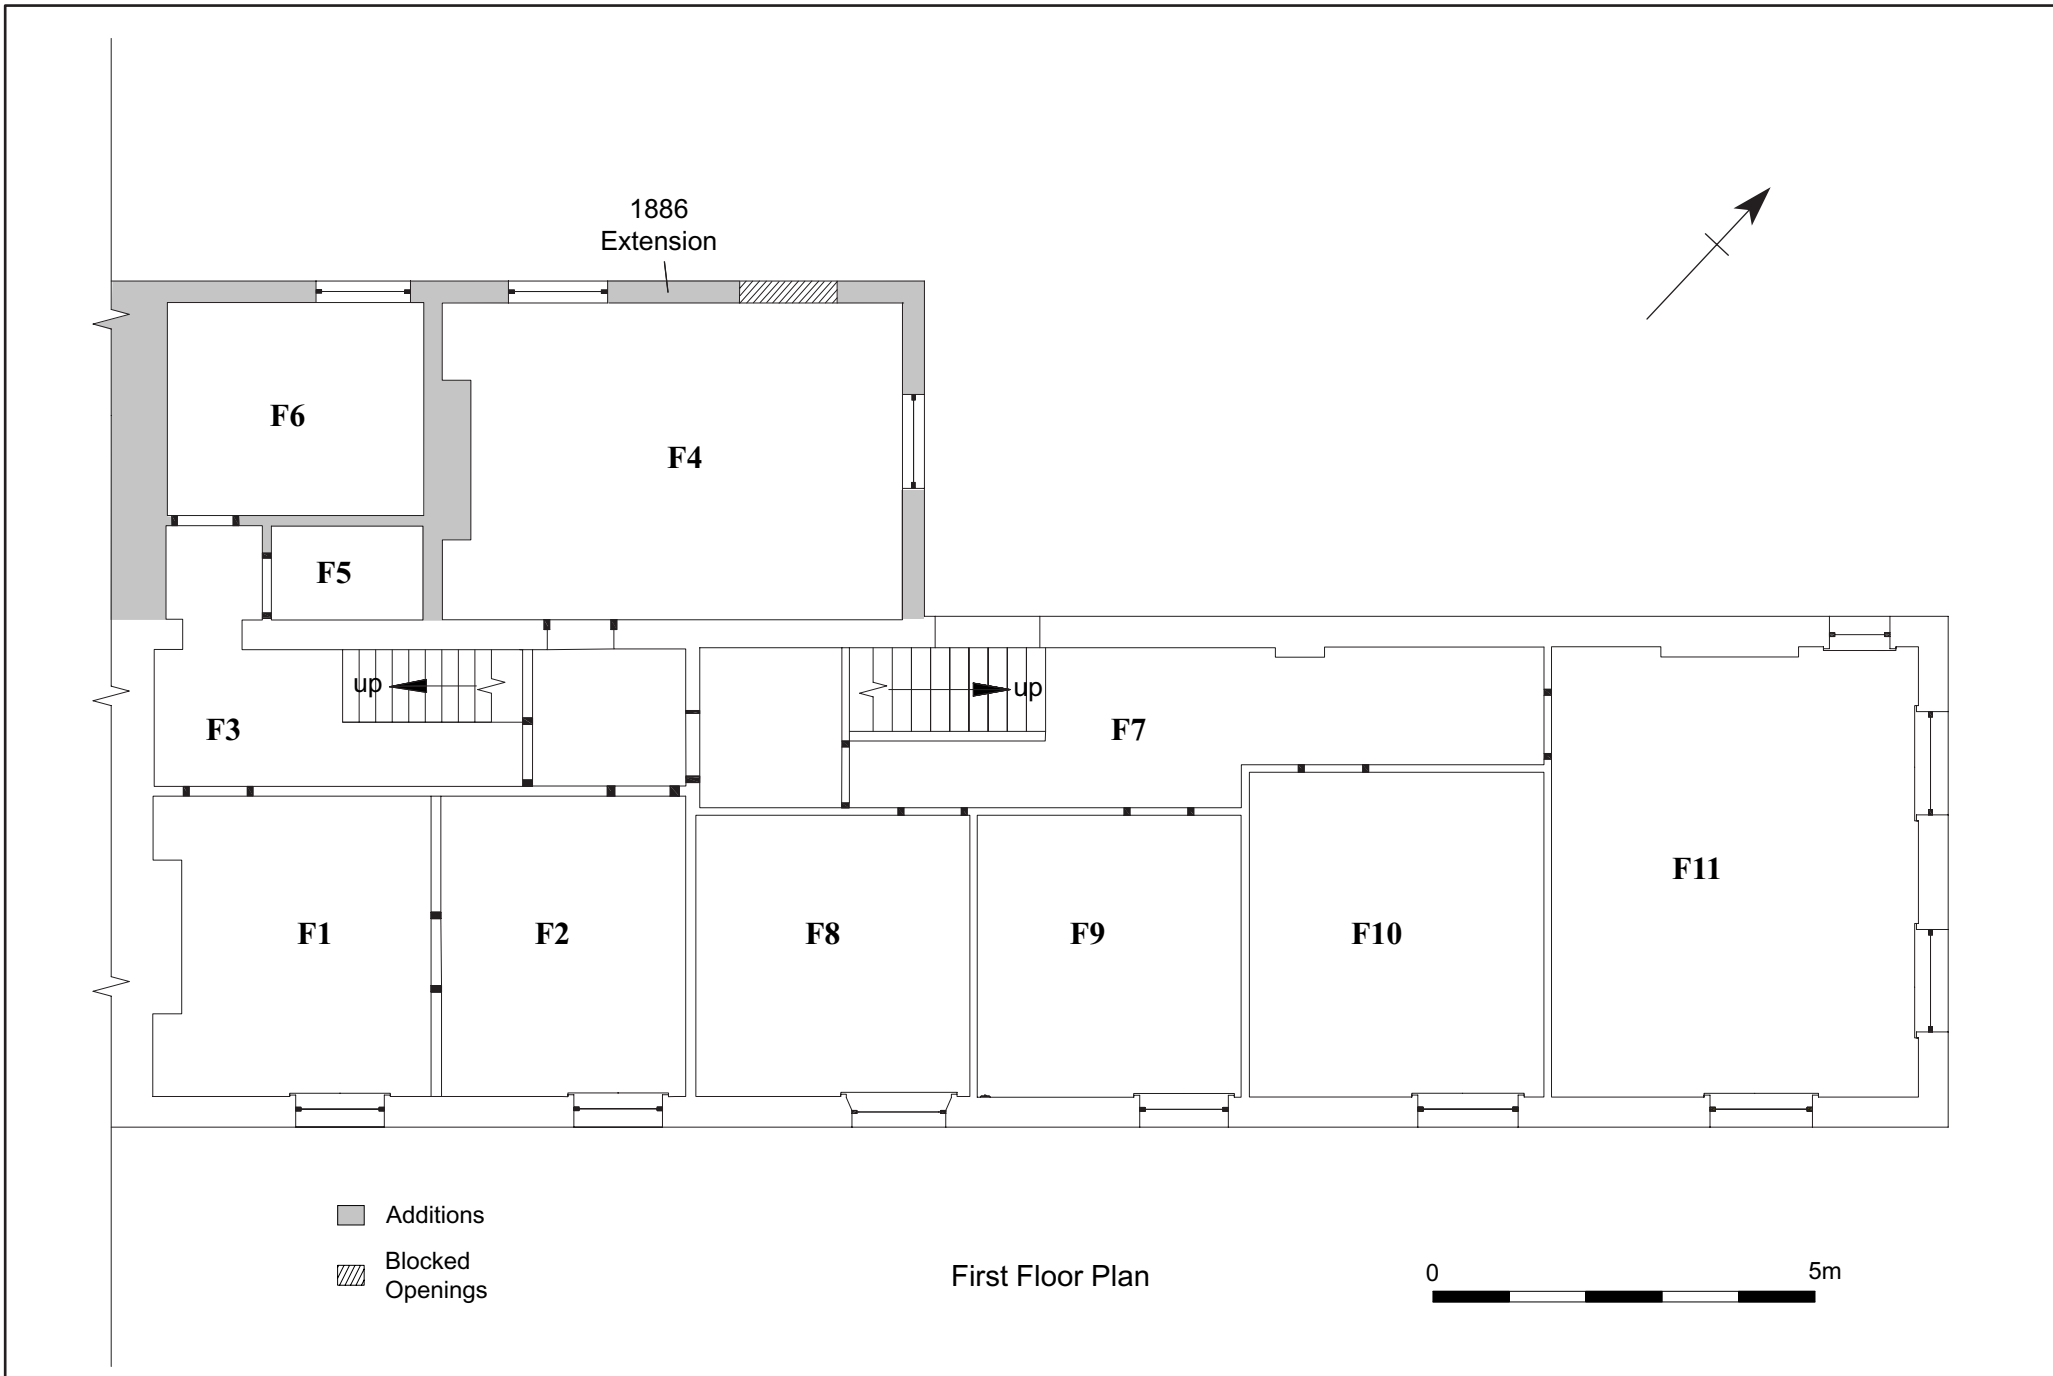 1886
Extension
F6
F4
F5
up
up
F3
F7
F11
F1
F2
F8
F9
F10
Additions
Blocked
Openings
First Floor Plan
0
5m